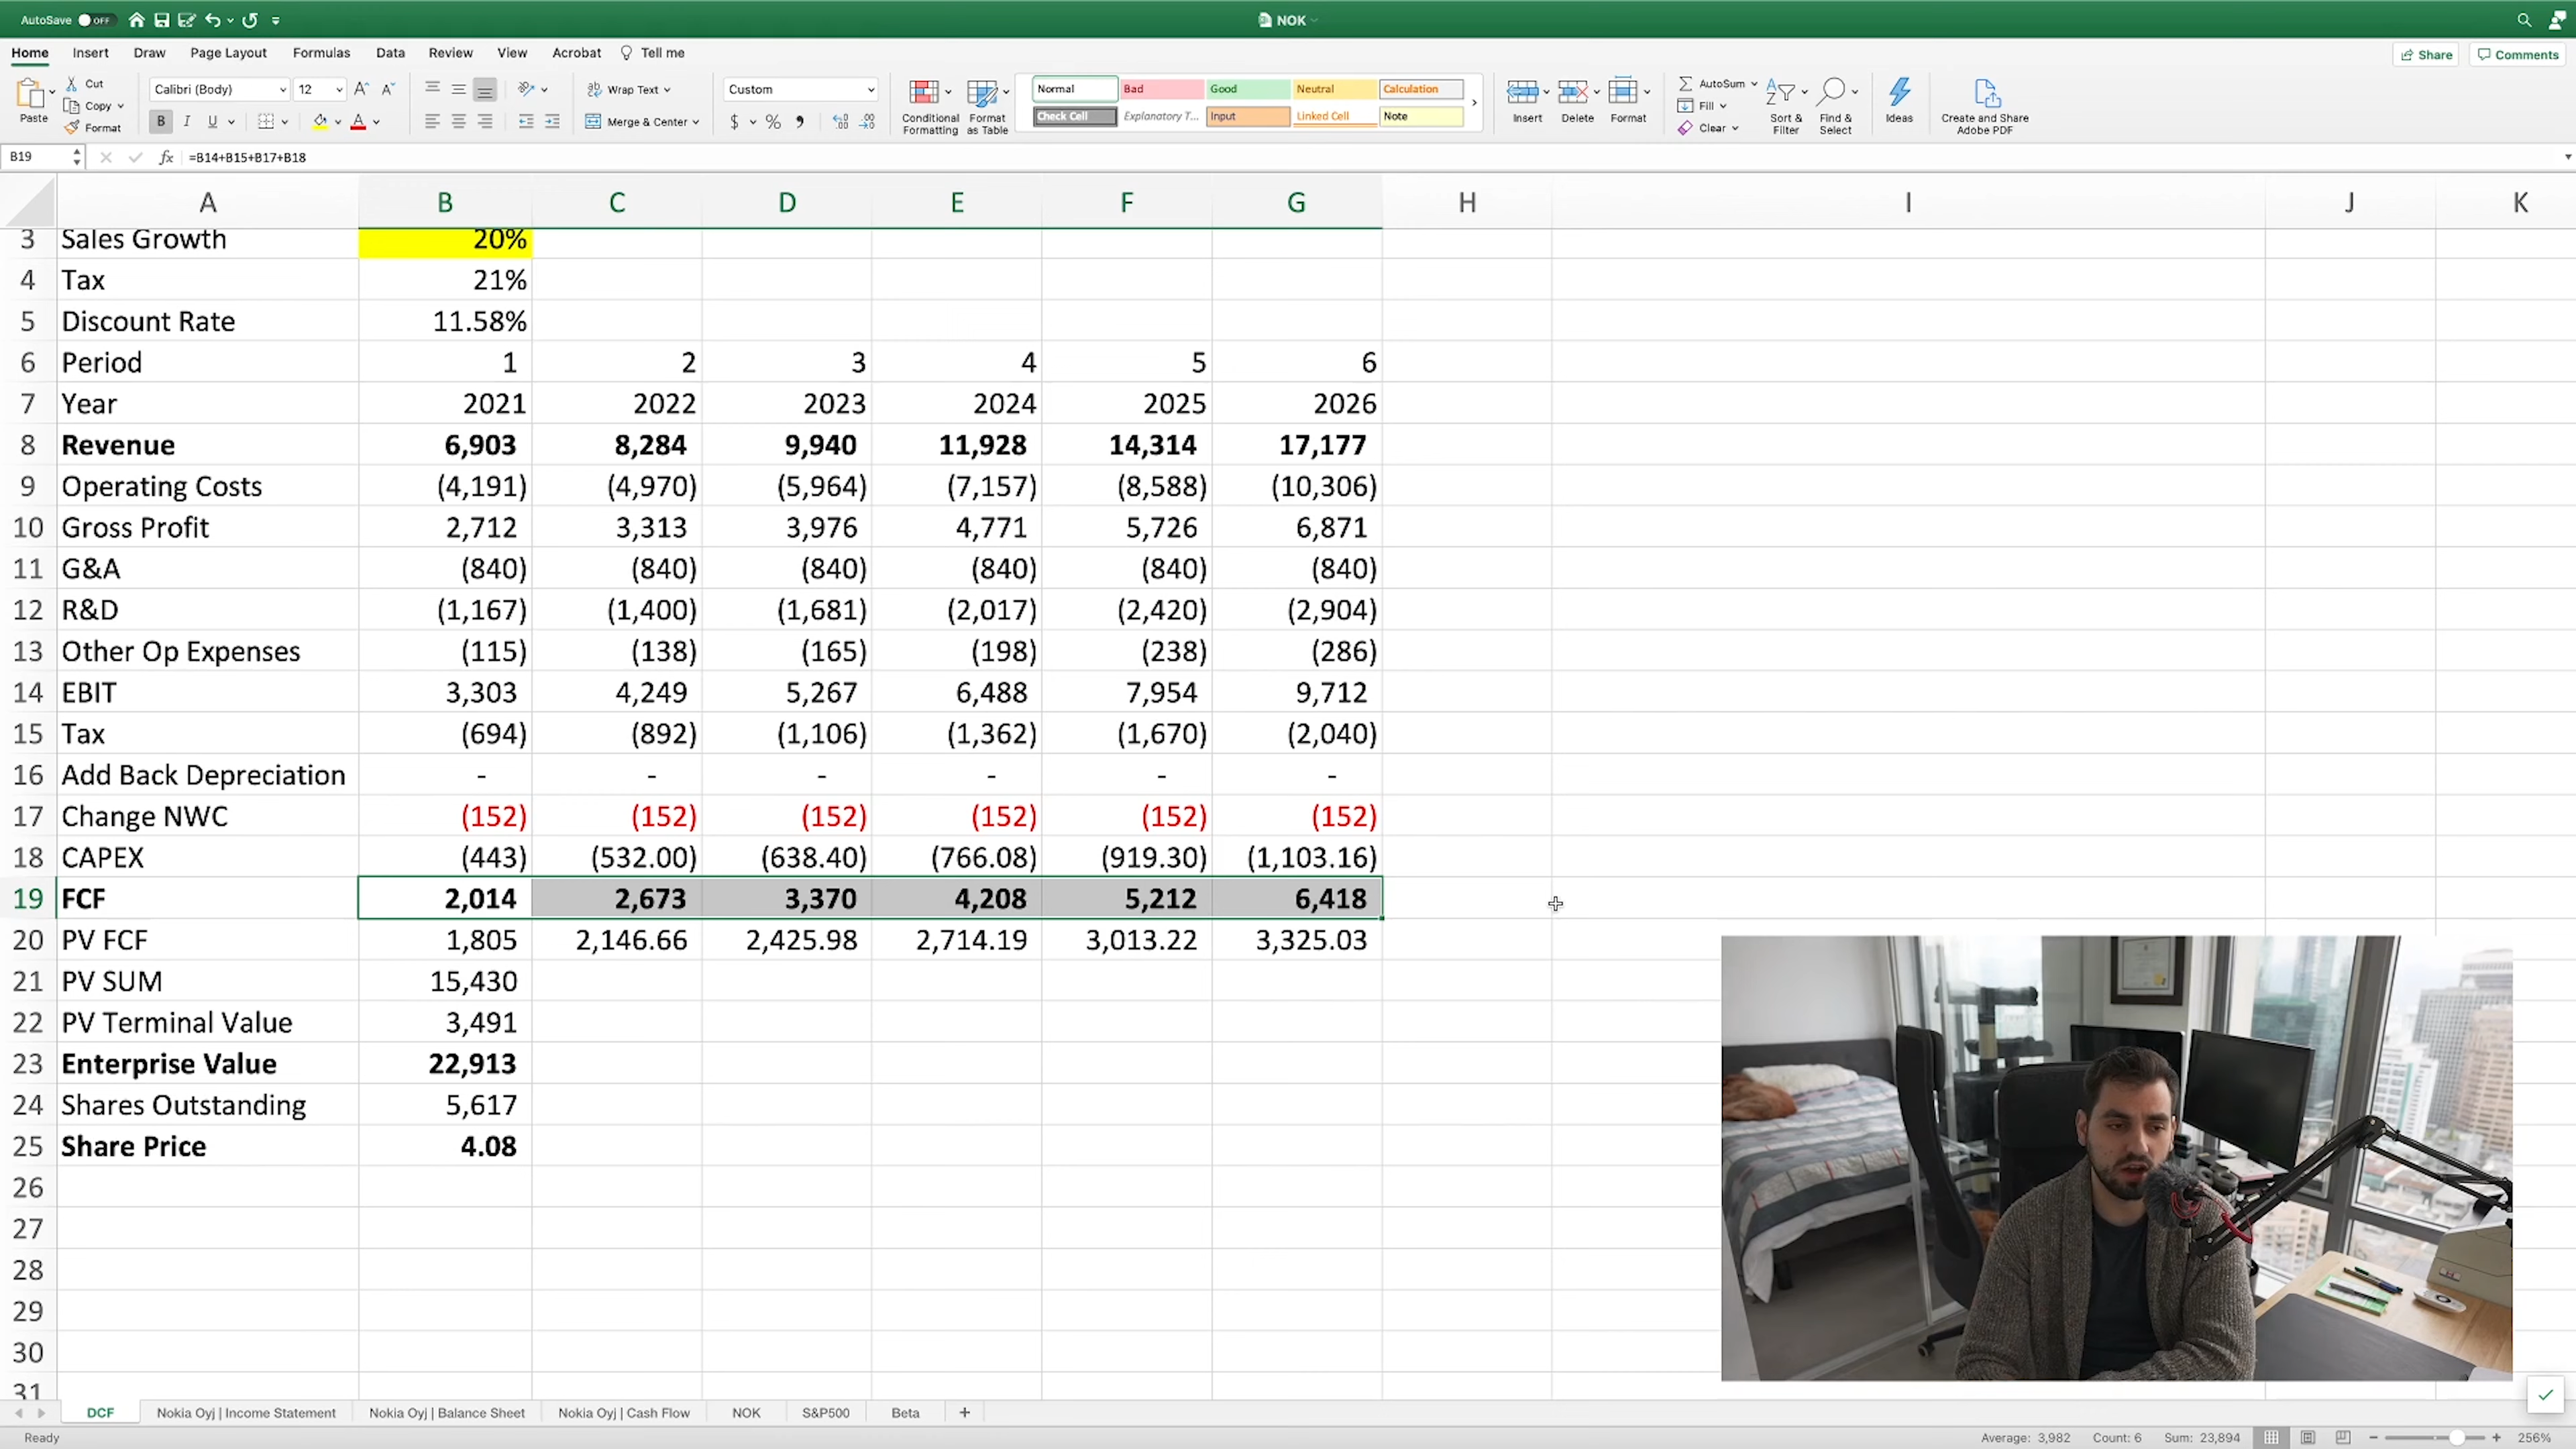 AutoSave OFF NOK
Home Insert Draw Page Layout Formulas Data Review View Acrobat Tell me Share Comments
Paste Cut Copy Format
Calibri (Body) 12 A^ A˅
B I U A
Wrap Text
Merge & Center
Custom
$ % ,
Conditional Formatting
Format as Table
Normal Bad Good Neutral Calculation
Check Cell Explanatory T... Input Linked Cell Note
Insert Delete Format
AutoSum
Fill
Clear
Sort & Filter
Find & Select
Ideas
Create and Share Adobe PDF
B19 fx =B14+B15+B17+B18
A B C D E F G H I J K
3 Sales Growth 20%
4 Tax 21%
5 Discount Rate 11.58%
6 Period 1 2 3 4 5 6
7 Year 2021 2022 2023 2024 2025 2026
8 Revenue 6,903 8,284 9,940 11,928 14,314 17,177
9 Operating Costs (4,191) (4,970) (5,964) (7,157) (8,588) (10,306)
10 Gross Profit 2,712 3,313 3,976 4,771 5,726 6,871
11 G&A (840) (840) (840) (840) (840) (840)
12 R&D (1,167) (1,400) (1,681) (2,017) (2,420) (2,904)
13 Other Op Expenses (115) (138) (165) (198) (238) (286)
14 EBIT 3,303 4,249 5,267 6,488 7,954 9,712
15 Tax (694) (892) (1,106) (1,362) (1,670) (2,040)
16 Add Back Depreciation - - - - - -
17 Change NWC (152) (152) (152) (152) (152) (152)
18 CAPEX (443) (532.00) (638.40) (766.08) (919.30) (1,103.16)
19 FCF 2,014 2,673 3,370 4,208 5,212 6,418
20 PV FCF 1,805 2,146.66 2,425.98 2,714.19 3,013.22 3,325.03
21 PV SUM 15,430
22 PV Terminal Value 3,491
23 Enterprise Value 22,913
24 Shares Outstanding 5,617
25 Share Price 4.08
26
27
28
29
30
31
DCF Nokia Oyj | Income Statement Nokia Oyj | Balance Sheet Nokia Oyj | Cash Flow NOK S&P500 Beta +
Ready Average: 3,982 Count: 6 Sum: 23,894 256%